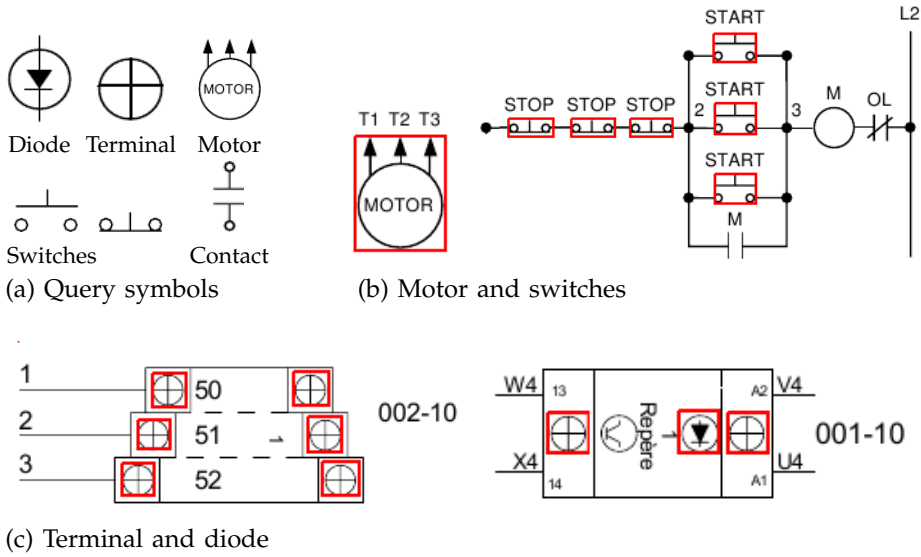 MOTOR
Diode Terminal Motor
Switches Contact
(a) Query symbols
START
L2
START
STOP STOP STOP 2 3 M OL
T1 T2 T3
START
MOTOR
M
(b) Motor and switches
1 50
2 51 1
3 52
002-10
W4 13 A2 V4
Repère 1
001-10
X4 14 A1 U4
(c) Terminal and diode